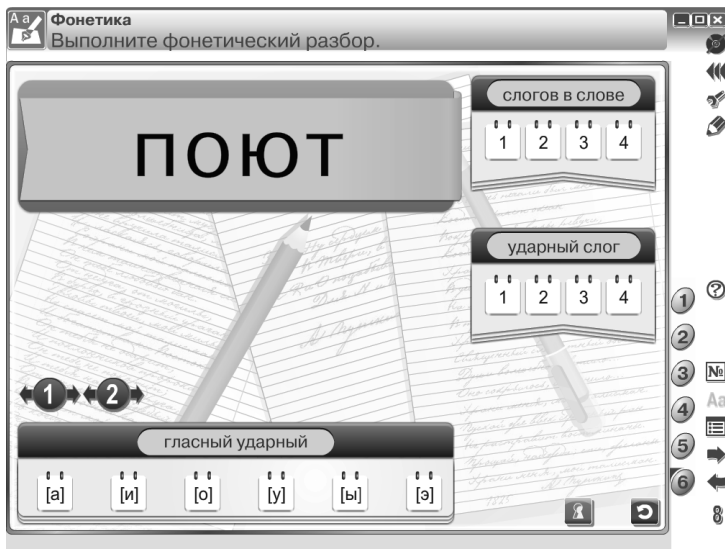 Аа
Фонетика
Выполните фонетический разбор.
поют
слогов в слове
1 2 3 4
ударный слог
1 2 3 4
1 2
гласный ударный
[а] [и] [о] [у] [ы] [э]
1
?
2
3
№
4
Аа
5
6